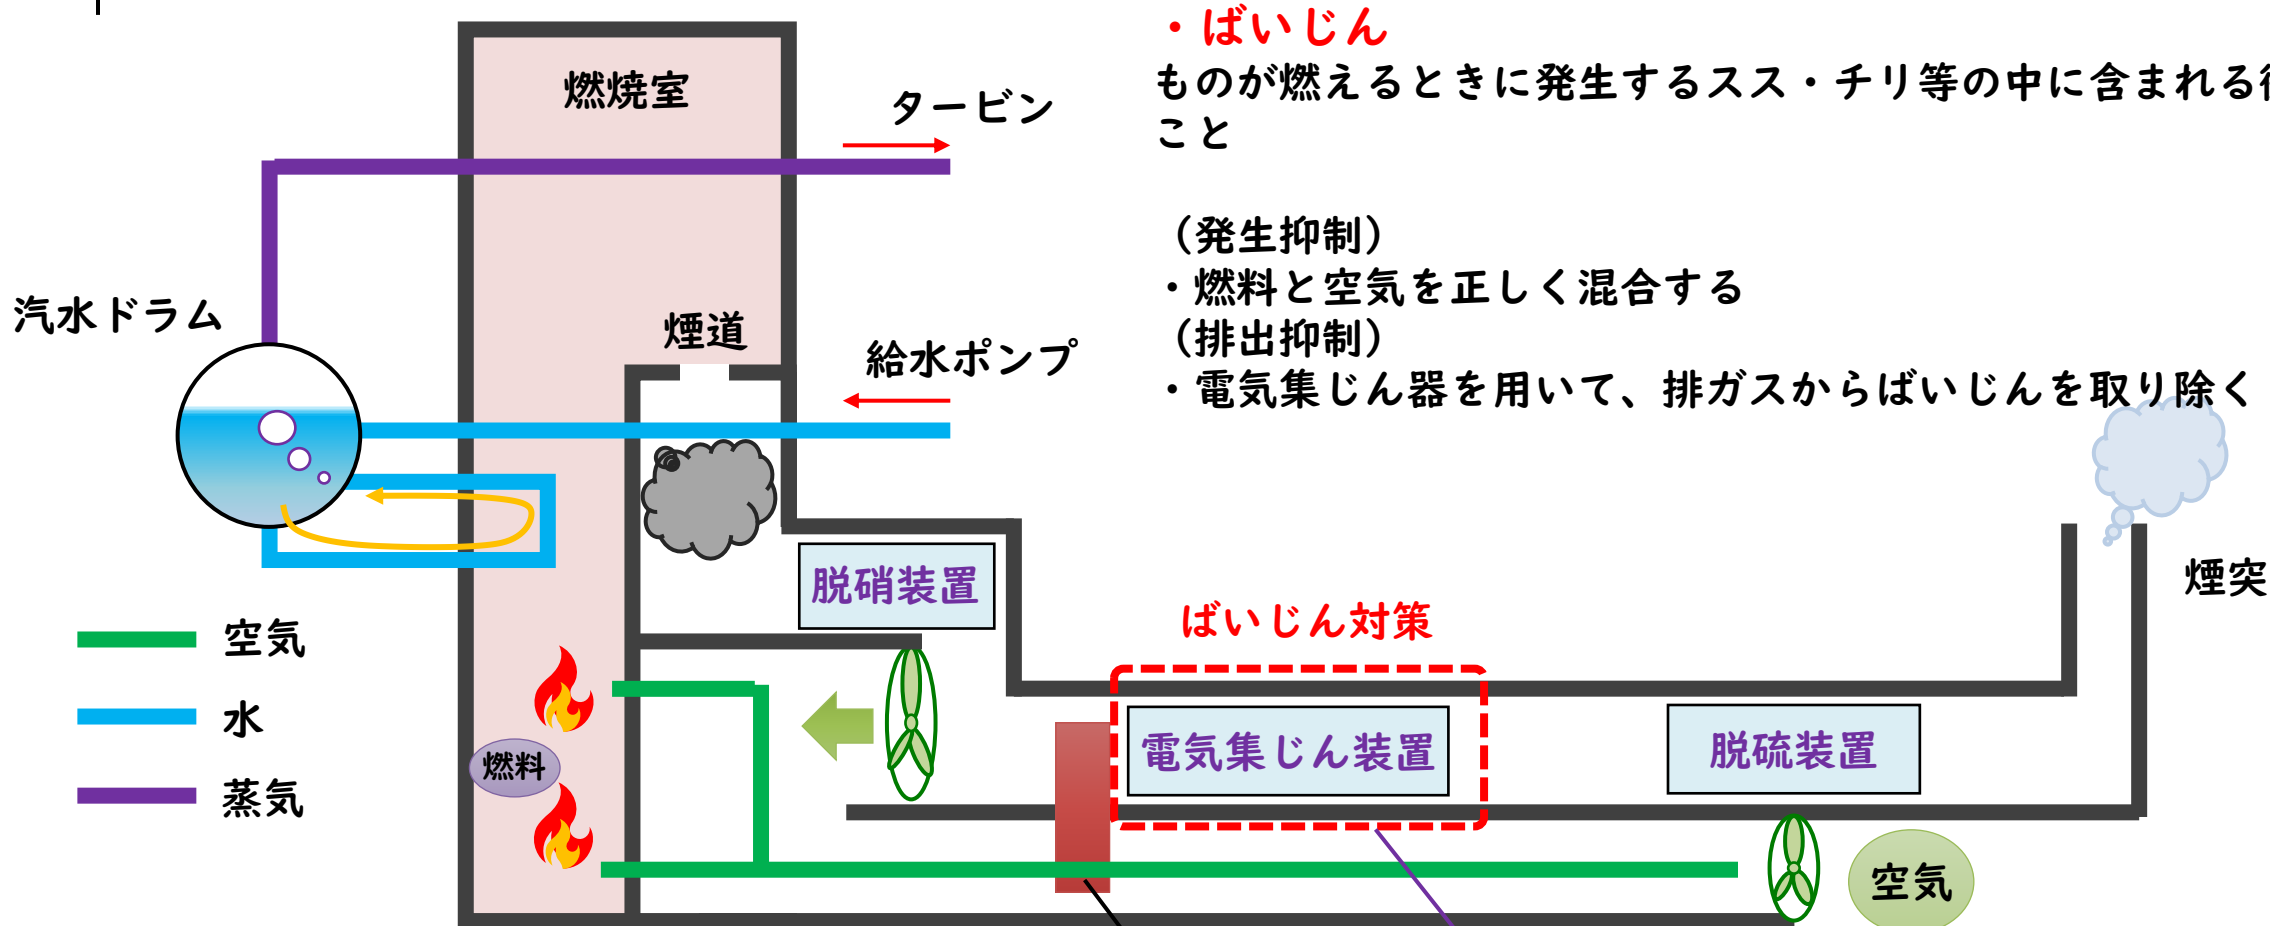 ・ばいじん
ものが燃えるときに発生するスス・チリ等の中に含まれる
こと
（発生抑制）
・燃料と空気を正しく混合する
（排出抑制）
・電気集じん器を用いて、排ガスからばいじんを取り除く
燃焼室
タービン
汽水ドラム
煙道
給水ポンプ
脱硝装置
煙突
ばいじん対策
空気
水
蒸気
燃料
電気集じん装置
脱硫装置
空気